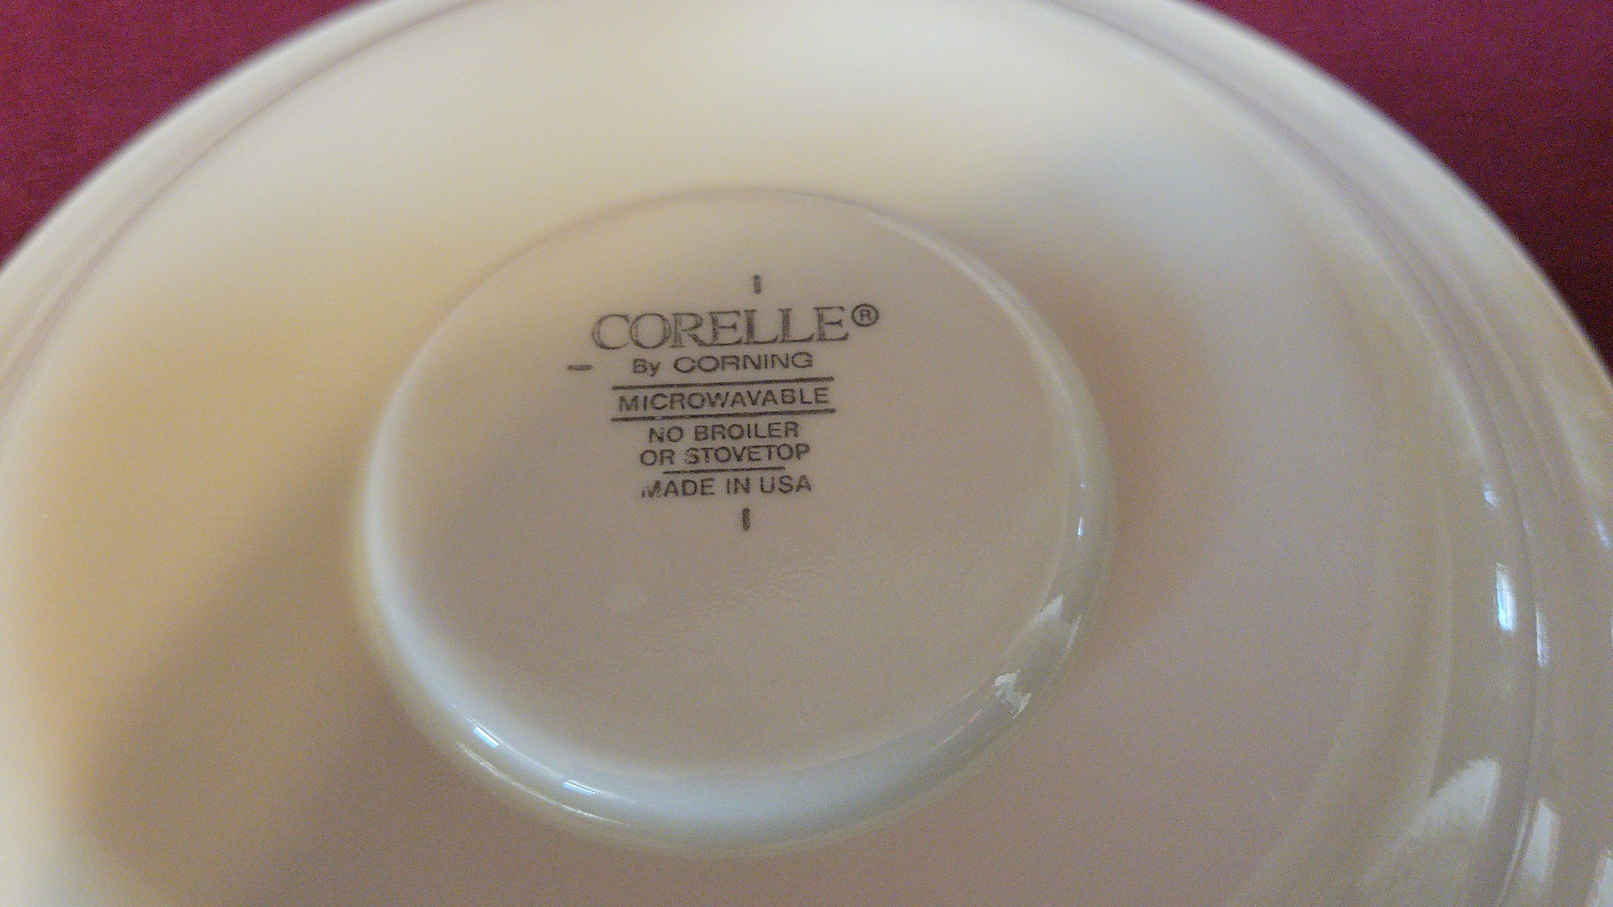 CORELLE®
By CORNING
MICROWAVABLE
NO BROILER
OR STOVETOP
MADE IN USA